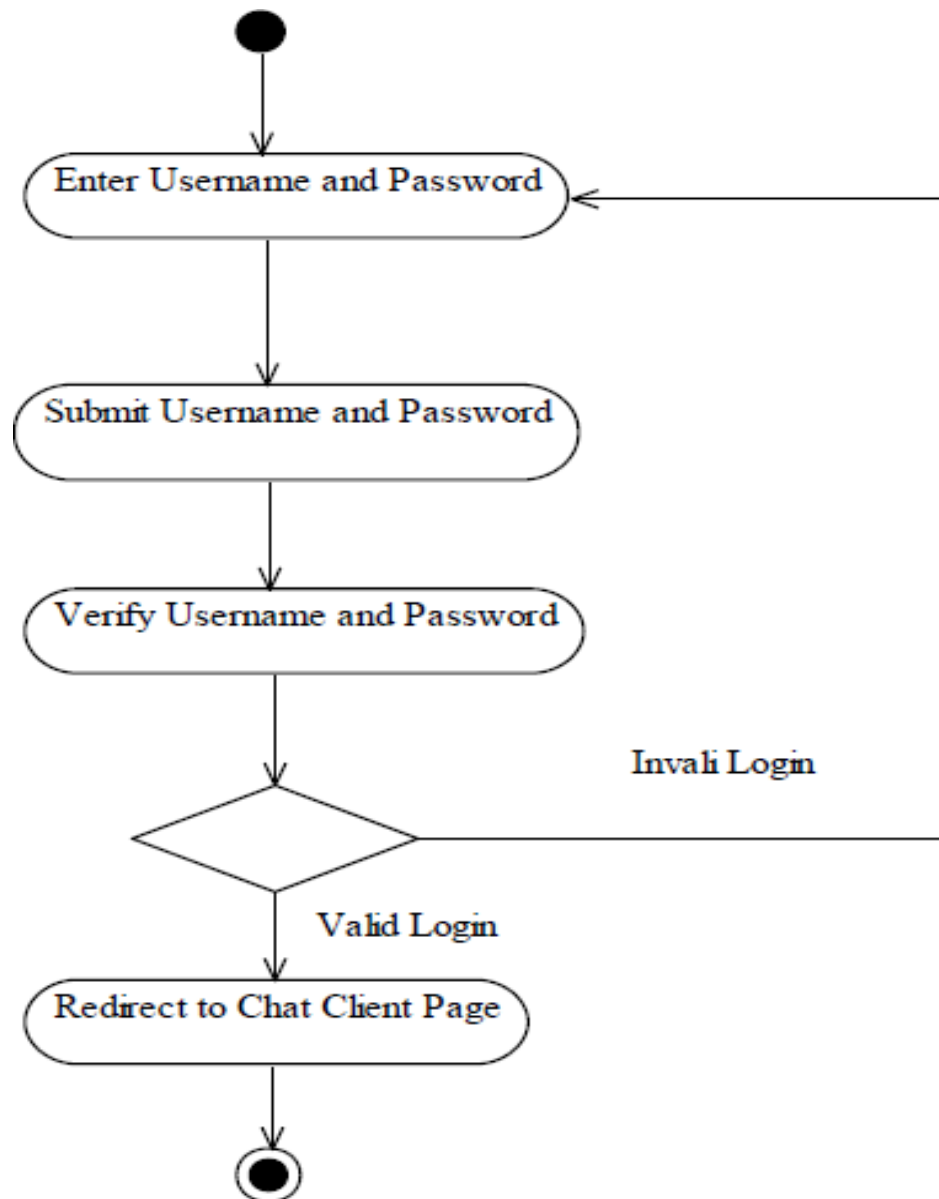 Enter Username and Password
Submit Username and Password
Verify Username and Password
Invali Login
Valid Login
Redirect to Chat Client Page